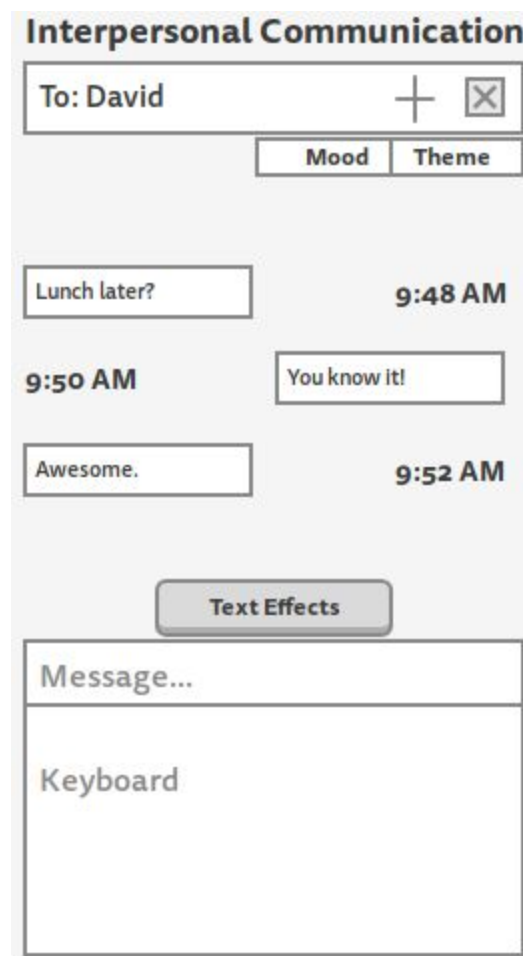 Interpersonal Communication
To: David
Mood Theme
Lunch later? 9:48 AM
9:50 AM You know it!
Awesome. 9:52 AM
Text Effects
Message...
Keyboard